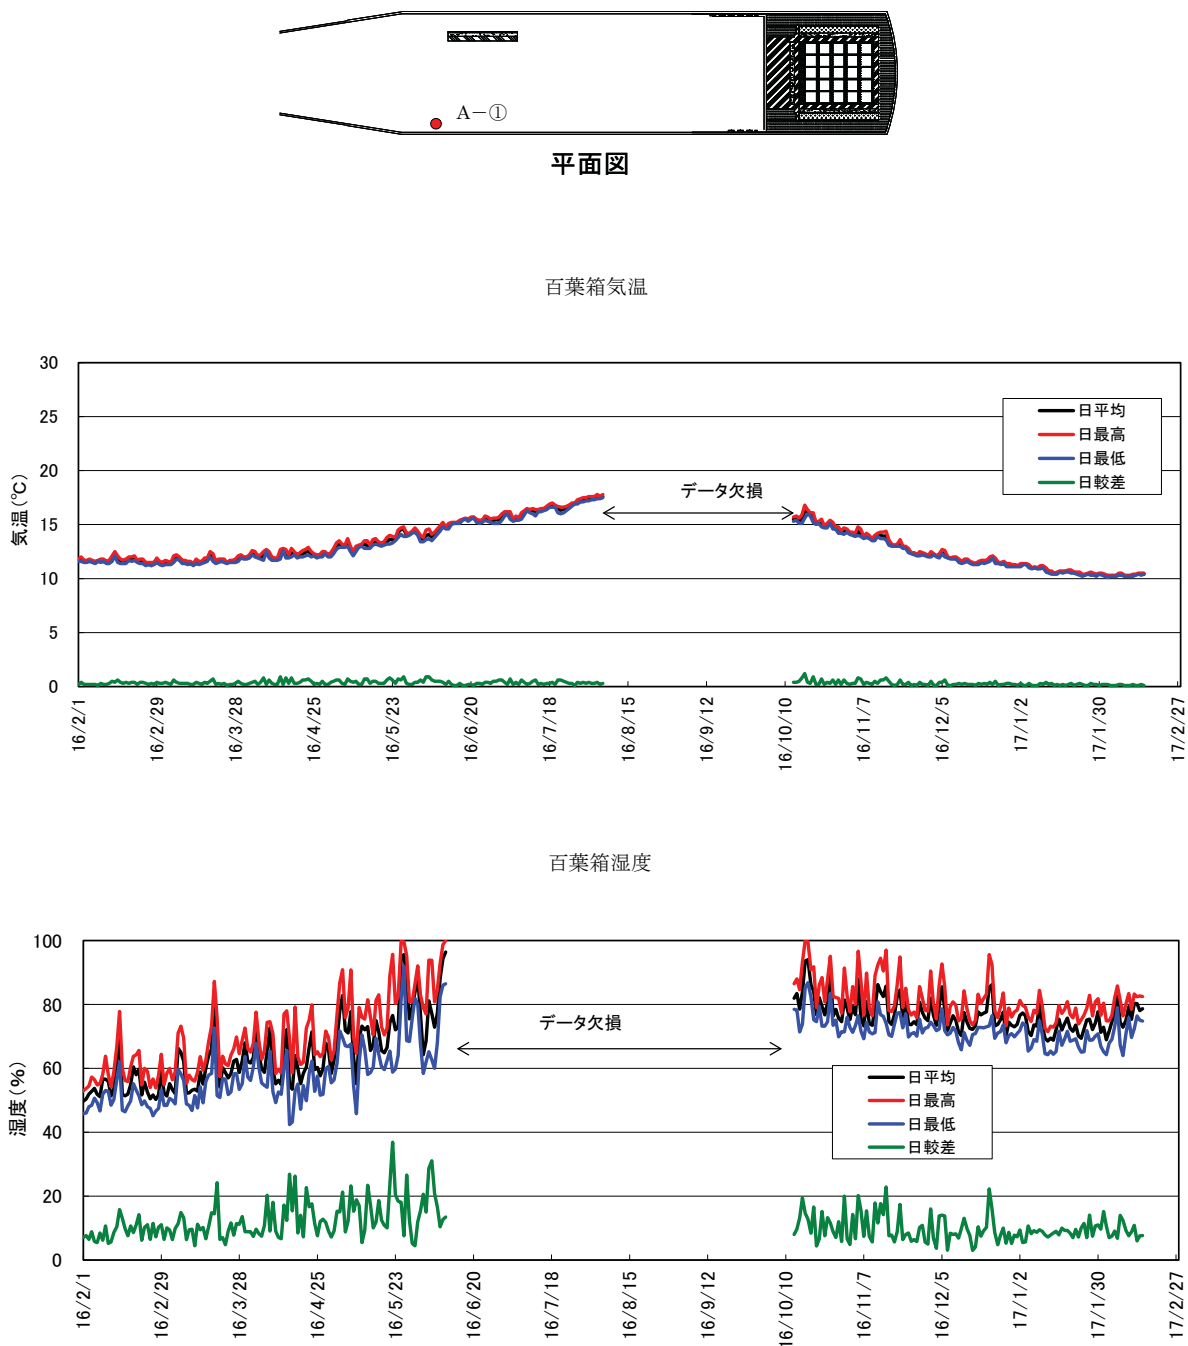 A－①
平面図
百葉箱気温
30
25
20
15
10
5
0
気温(℃)
日平均
日最高
日最低
日較差
データ欠損
16/2/1
16/2/29
16/3/28
16/4/25
16/5/23
16/6/20
16/7/18
16/8/15
16/9/12
16/10/10
16/11/7
16/12/5
17/1/2
17/1/30
17/2/27
百葉箱湿度
100
80
60
40
20
0
湿度(%)
データ欠損
日平均
日最高
日最低
日較差
16/2/1
16/2/29
16/3/28
16/4/25
16/5/23
16/6/20
16/7/18
16/8/15
16/9/12
16/10/10
16/11/7
16/12/5
17/1/2
17/1/30
17/2/27